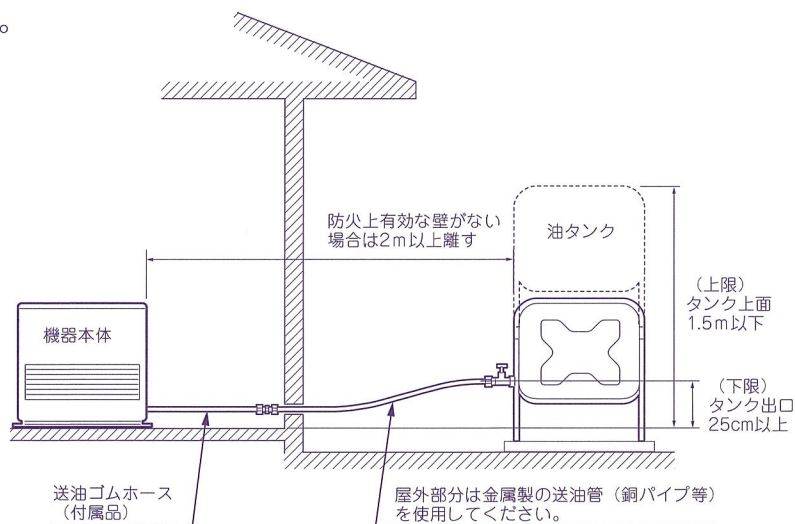 。
防火上有効な壁がない
場合は2m以上離す
油タンク
（上限）
タンク上面
1.5m以下
機器本体
（下限）
タンク出口
25cm以上
送油ゴムホース
（付属品）
屋外部分は金属製の送油管（銅パイプ等）
を使用してください。